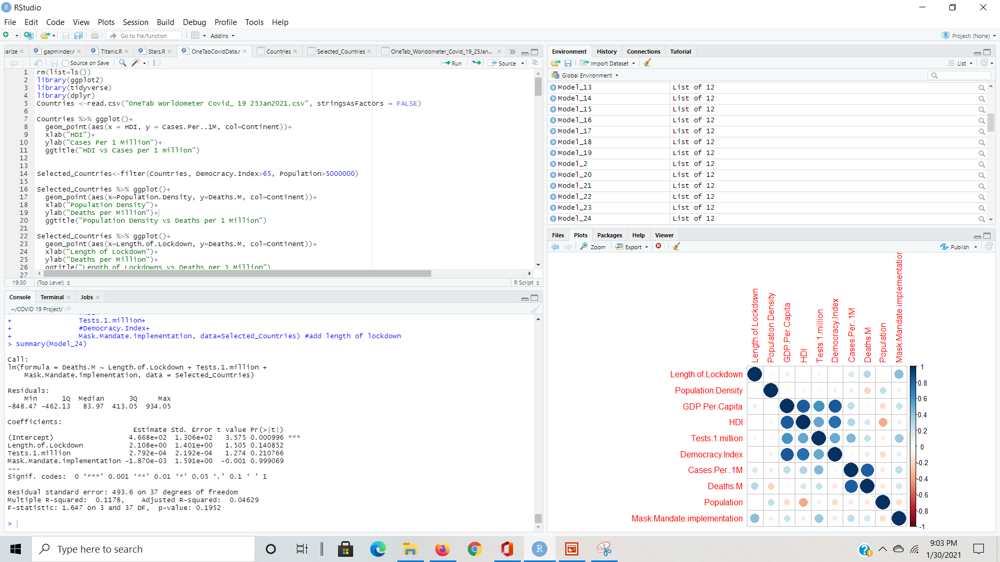 RStudio
File Edit Code View Plots Session Build Debug Profile Tools Help
Go to file/function Addins Project: (None)
arize gapminder.r Titanic.R Stars.R OneTabCovidData.r Countries Selected_Countries OneTab_Worldometer_Covid_19_25Jan...
Source on Save Run Source
1 rm(list=ls())
2 library(ggplot2)
3 library(tidyverse)
4 library(dplyr)
5 Countries <-read.csv("OneTab Worldometer Covid_ 19 25Jan2021.csv", stringsAsFactors = FALSE)
6
7 Countries %>% ggplot()+
8 geom_point(aes(x = HDI, y = Cases.Per..1M, col=Continent))+
9 xlab("HDI")+
10 ylab("Cases Per 1 Million")+
11 ggtitle("HDI vs Cases per 1 million")
12
13
14 Selected_Countries<-filter(Countries, Democracy.Index>65, Population>5000000)
15
16 Selected_Countries %>% ggplot()+
17 geom_point(aes(x=Population.Density, y=Deaths.M, col=Continent))+
18 xlab("Population Density")+
19 ylab("Deaths per Million")+
20 ggtitle("Population Density vs Deaths per 1 Million")
21
22 Selected_Countries %>% ggplot()+
23 geom_point(aes(x=Length.of.Lockdown, y=Deaths.M, col=Continent))+
24 xlab("Length of Lockdown")+
25 ylab("Deaths per Million")+
26 ggtitle("Length of Lockdowns vs Deaths per 1 Million")
27
19:30 (Top Level) R Script
Console Terminal Jobs
~/COVID 19 Project/
+ Tests.1.million+
+ #Democracy.Index+
+ Mask.Mandate.implementation, data=Selected_Countries) #add length of lockdown
> summary(Model_24)
Call:
lm(formula = Deaths.M ~ Length.of.Lockdown + Tests.1.million +
Mask.Mandate.implementation, data = Selected_Countries)
Residuals:
Min 1Q Median 3Q Max
-848.47 -462.13 83.97 413.05 934.05
Coefficients:
Estimate Std. Error t value Pr(>|t|)
(Intercept) 4.668e+02 1.306e+02 3.575 0.000996 ***
Length.of.Lockdown 2.108e+00 1.401e+00 1.505 0.140852
Tests.1.million 2.792e-04 2.192e-04 1.274 0.210766
Mask.Mandate.implementation -1.870e-03 1.591e+00 -0.001 0.999069
---
Signif. codes: 0 ‘***’ 0.001 ‘**’ 0.01 ‘*’ 0.05 ‘.’ 0.1 ‘ ’ 1
Residual standard error: 493.6 on 37 degrees of freedom
Multiple R-squared: 0.1178, Adjusted R-squared: 0.04629
F-statistic: 1.647 on 3 and 37 DF, p-value: 0.1952
>
Environment History Connections Tutorial
Import Dataset List
Global Environment
Model_13 List of 12
Model_14 List of 12
Model_15 List of 12
Model_16 List of 12
Model_17 List of 12
Model_18 List of 12
Model_19 List of 12
Model_2 List of 12
Model_20 List of 12
Model_21 List of 12
Model_22 List of 12
Model_23 List of 12
Model_24 List of 12
Files Plots Packages Help Viewer
Zoom Export Publish
Length.of.Lockdown
Population.Density
GDP.Per.Capita
HDI
Tests.1.million
Democracy.Index
Cases.Per..1M
Deaths.M
Population
Mask.Mandate.implementation
Length.of.Lockdown
Population.Density
GDP.Per.Capita
HDI
Tests.1.million
Democracy.Index
Cases.Per..1M
Deaths.M
Population
Mask.Mandate.implementation
1
0.8
0.6
0.4
0.2
0
-0.2
-0.4
-0.6
-0.8
-1
Type here to search
9:03 PM
1/30/2021